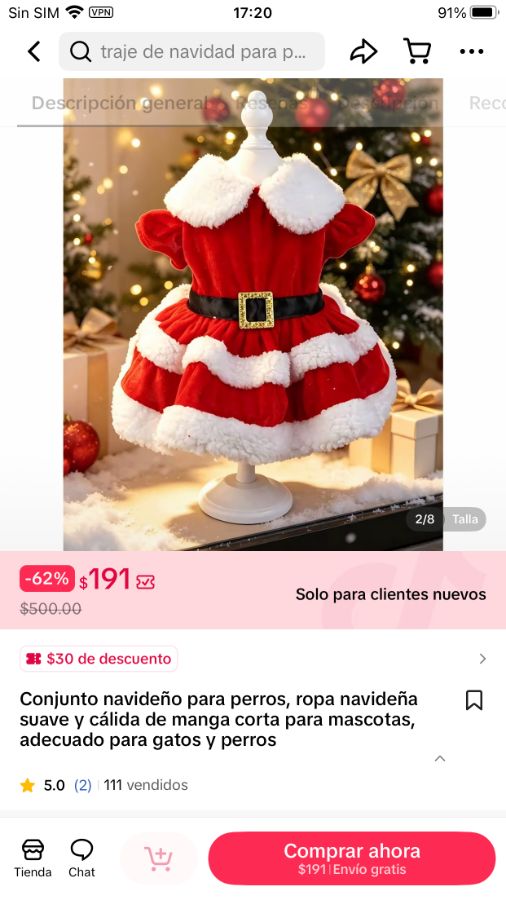 Sin SIM VPN 17:20 91%
traje de navidad para p...
Descripción general Reseñas Descripción Reco
2/8 Talla
-62% $191
Solo para clientes nuevos
$500.00
$30 de descuento
Conjunto navideño para perros, ropa navideña
suave y cálida de manga corta para mascotas,
adecuado para gatos y perros
5.0 (2) 111 vendidos
Tienda
Chat
Comprar ahora
$191 Envío gratis